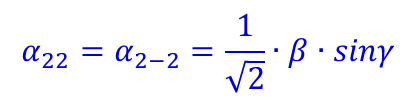 α₂₂ = α₂₋₂ = 1/√2 · β · sinγ